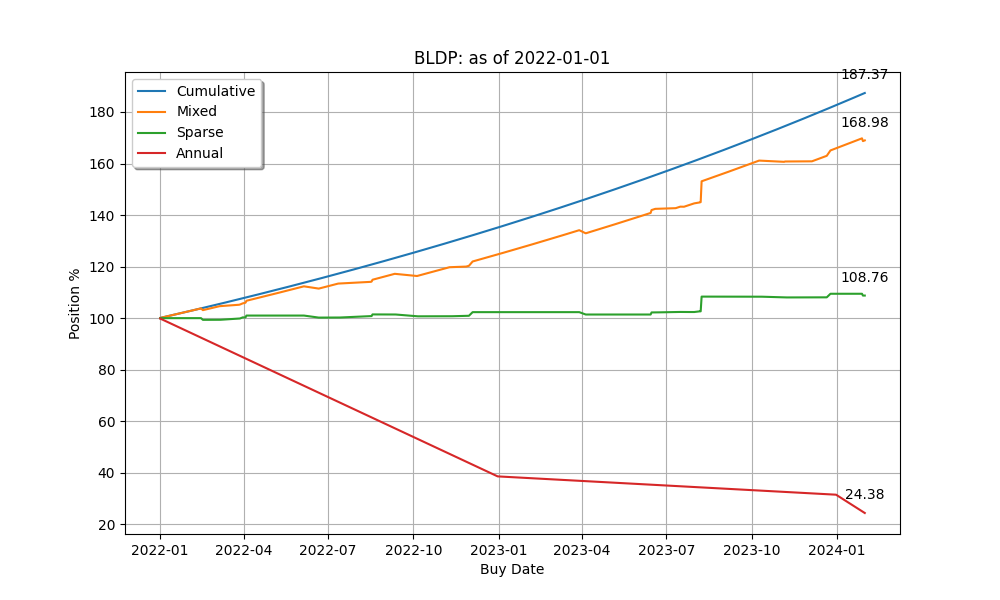 BLDP: as of 2022-01-01
187.37
Cumulative
Mixed
Sparse
Annual
168.98
108.76
24.38
180
160
140
120
100
80
60
40
20
Position %
2022-01 2022-04 2022-07 2022-10 2023-01 2023-04 2023-07 2023-10 2024-01
Buy Date